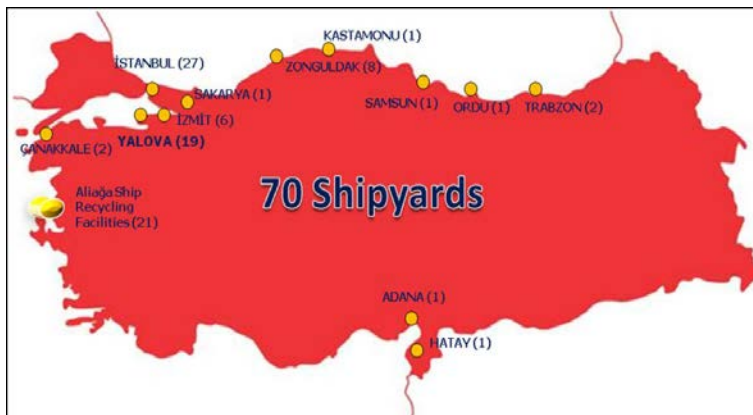 KASTAMONU (1)
İSTANBUL (27)
ZONGULDAK (8)
SAKARYA (1)
SAMSUN (1)
ORDU (1)
TRABZON (2)
İZMİT (6)
YALOVA (19)
ÇANAKKALE (2)
70 Shipyards
Aliağa Ship
Recycling
Facilities (21)
ADANA (1)
HATAY (1)